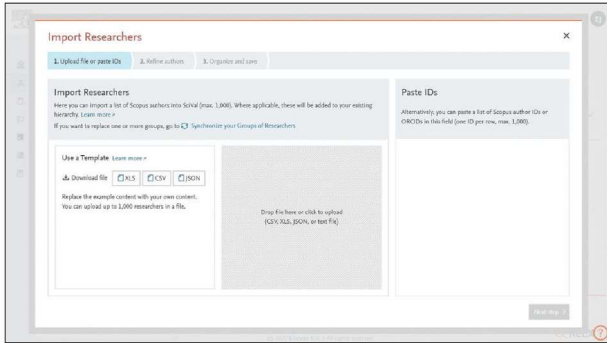 Import Researchers
1. Upload file or paste IDs
2. Refine authors
3. Organize and save
Import Researchers
Here you can import a list of Scopus authors into SciVal (max. 1,000). Where applicable, these will be added to your existing
hierarchy. Learn more
If you want to replace one or more groups, go to Synchronize your Groups of Researchers
Use a Template Learn more
Download file XLS CSV JSON
Replace the example content with your own content.
You can upload up to 1,000 researchers in a file.
Drop file here or click to upload
(CSV, XLS, JSON, or text file)
Paste IDs
Alternatively, you can paste a list of Scopus author IDs or
ORCIDs in this field (one ID per row, max. 1,000).
Next step